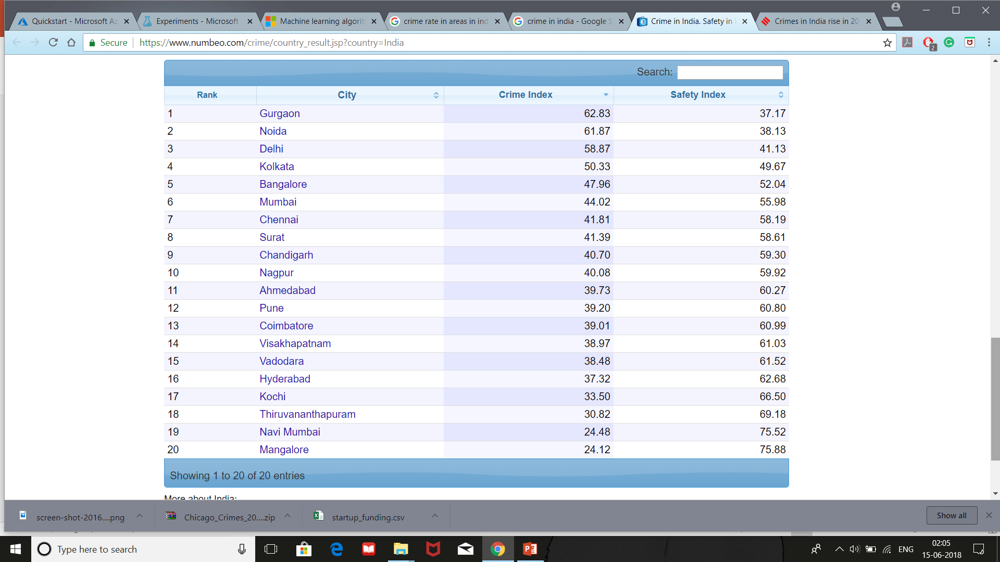 Quickstart - Microsoft Az
Experiments - Microsoft
Machine learning algorit
crime rate in areas in ind
crime in india - Google S
Crime in India. Safety in
Crimes in India rise in 20
Secure https://www.numbeo.com/crime/country_result.jsp?country=India
2
Search:
Rank City Crime Index Safety Index
1 Gurgaon 62.83 37.17
2 Noida 61.87 38.13
3 Delhi 58.87 41.13
4 Kolkata 50.33 49.67
5 Bangalore 47.96 52.04
6 Mumbai 44.02 55.98
7 Chennai 41.81 58.19
8 Surat 41.39 58.61
9 Chandigarh 40.70 59.30
10 Nagpur 40.08 59.92
11 Ahmedabad 39.73 60.27
12 Pune 39.20 60.80
13 Coimbatore 39.01 60.99
14 Visakhapatnam 38.97 61.03
15 Vadodara 38.48 61.52
16 Hyderabad 37.32 62.68
17 Kochi 33.50 66.50
18 Thiruvananthapuram 30.82 69.18
19 Navi Mumbai 24.48 75.52
20 Mangalore 24.12 75.88
Showing 1 to 20 of 20 entries
More about India:
screen-shot-2016....png
Chicago_Crimes_20....zip
startup_funding.csv
Show all
Type here to search
ENG
02:05
15-06-2018